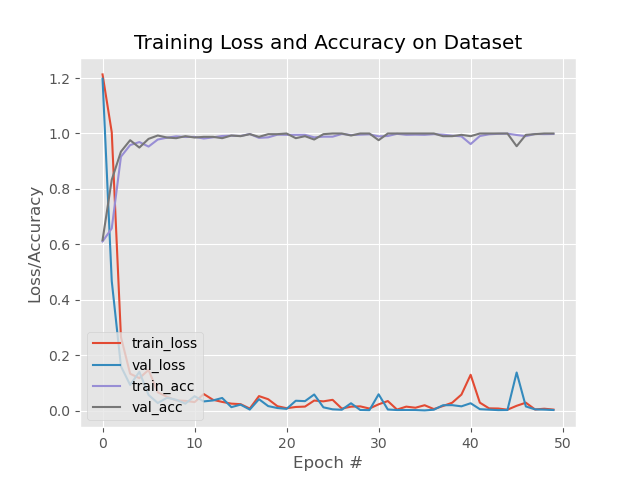 Training Loss and Accuracy on Dataset
Loss/Accuracy
1.2
1.0
0.8
0.6
0.4
0.2
0.0
train_loss
val_loss
train_acc
val_acc
0 10 20 30 40 50
Epoch #